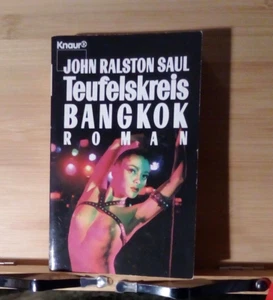 Knaur®
JOHN RALSTON SAUL
Teufelskreis
BANGKOK
ROMAN